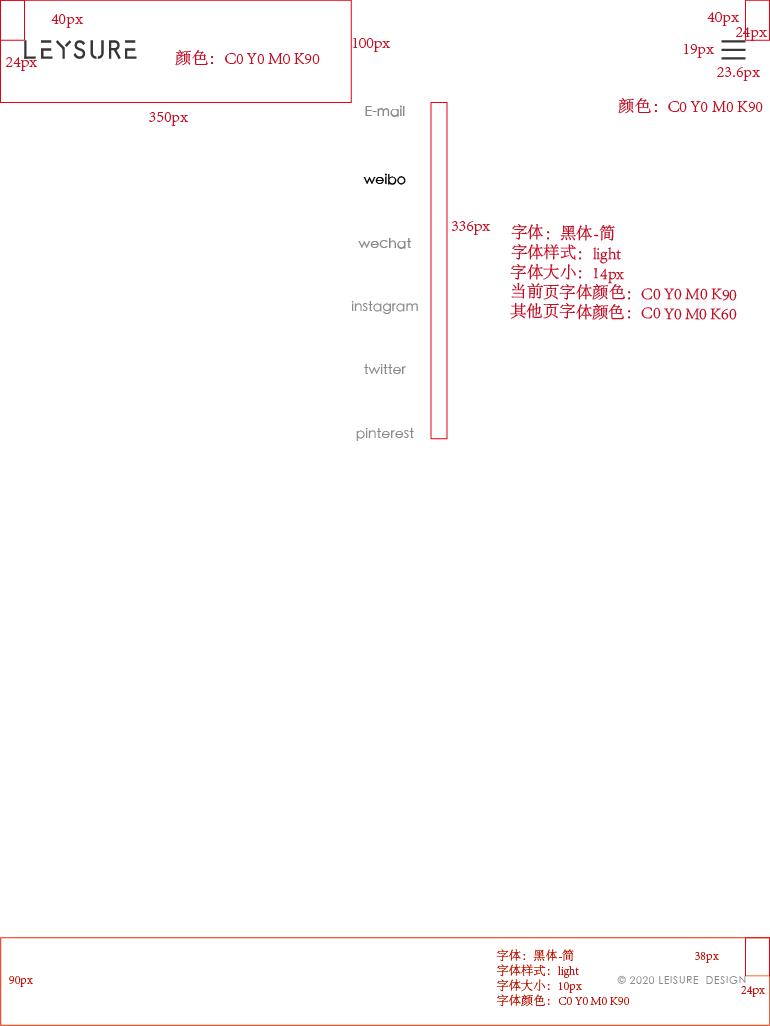 40px
LEYSURE
24px
颜色：C0 Y0 M0 K90
100px
350px
40px
24px
19px
23.6px
颜色：C0 Y0 M0 K90
E-mail
weibo
wechat
instagram
twitter
pinterest
336px
字体：黑体-简
字体样式：light
字体大小：14px
当前页字体颜色：C0 Y0 M0 K90
其他页字体颜色：C0 Y0 M0 K60
90px
字体：黑体-简
字体样式：light
字体大小：10px
字体颜色：C0 Y0 M0 K90
38px
© 2020 LEISURE DESIGN
24px